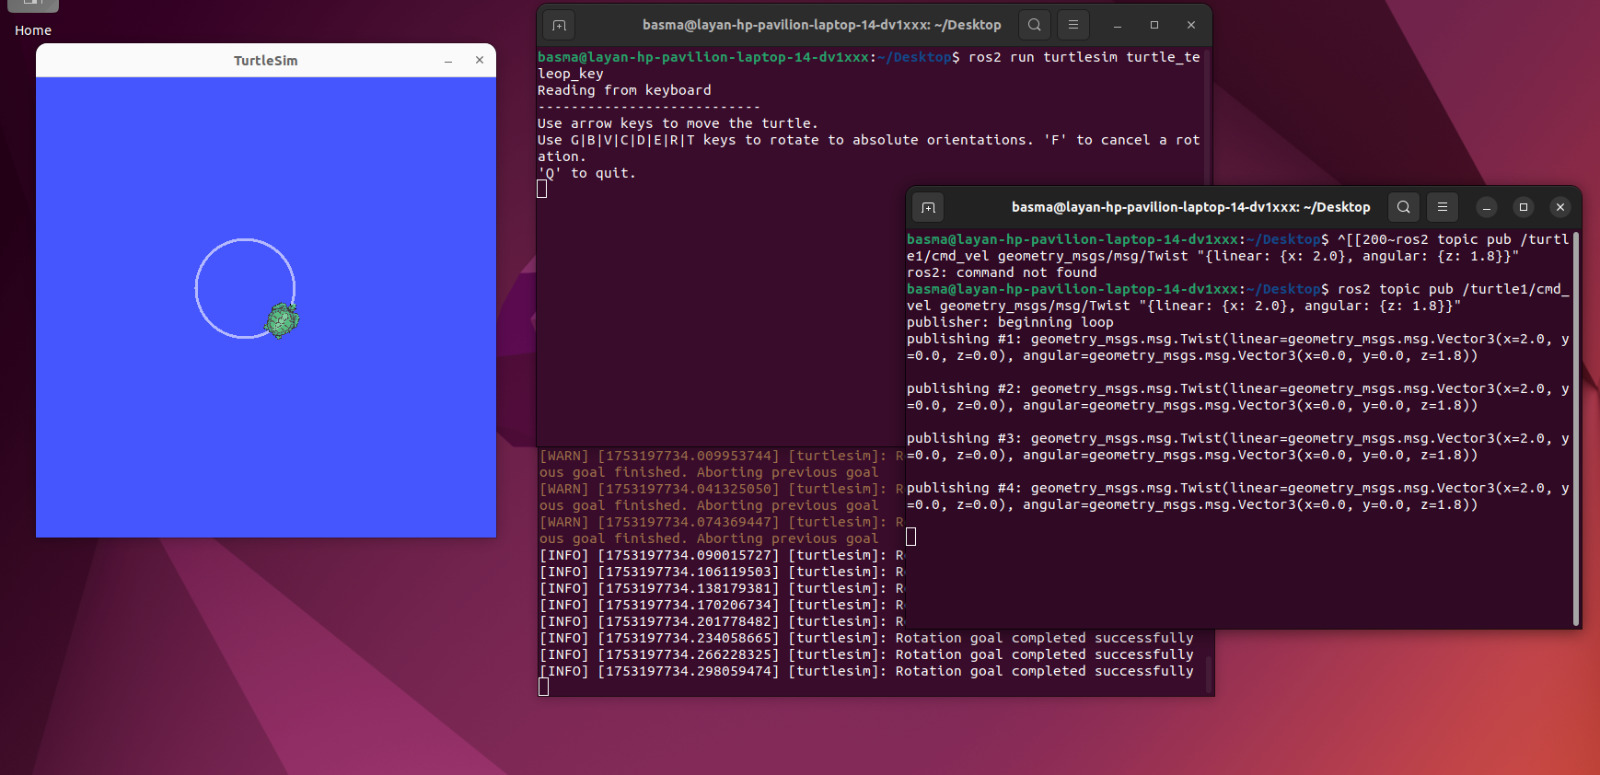 Home
TurtleSim
basma@layan-hp-pavilion-laptop-14-dv1xxx: ~/Desktop
basma@layan-hp-pavilion-laptop-14-dv1xxx:~/Desktop$ ros2 run turtlesim turtle_te
leop_key
Reading from keyboard
---------------------------
Use arrow keys to move the turtle.
Use G|B|V|C|D|E|R|T keys to rotate to absolute orientations. 'F' to cancel a rot
ation.
'Q' to quit.
basma@layan-hp-pavilion-laptop-14-dv1xxx: ~/Desktop
basma@layan-hp-pavilion-laptop-14-dv1xxx:~/Desktop$ ^[[200~ros2 topic pub /turtl
e1/cmd_vel geometry_msgs/msg/Twist "{linear: {x: 2.0}, angular: {z: 1.8}}"
ros2: command not found
basma@layan-hp-pavilion-laptop-14-dv1xxx:~/Desktop$ ros2 topic pub /turtle1/cmd_
vel geometry_msgs/msg/Twist "{linear: {x: 2.0}, angular: {z: 1.8}}"
publisher: beginning loop
publishing #1: geometry_msgs.msg.Twist(linear=geometry_msgs.msg.Vector3(x=2.0, y
=0.0, z=0.0), angular=geometry_msgs.msg.Vector3(x=0.0, y=0.0, z=1.8))
publishing #2: geometry_msgs.msg.Twist(linear=geometry_msgs.msg.Vector3(x=2.0, y
=0.0, z=0.0), angular=geometry_msgs.msg.Vector3(x=0.0, y=0.0, z=1.8))
publishing #3: geometry_msgs.msg.Twist(linear=geometry_msgs.msg.Vector3(x=2.0, y
=0.0, z=0.0), angular=geometry_msgs.msg.Vector3(x=0.0, y=0.0, z=1.8))
publishing #4: geometry_msgs.msg.Twist(linear=geometry_msgs.msg.Vector3(x=2.0, y
=0.0, z=0.0), angular=geometry_msgs.msg.Vector3(x=0.0, y=0.0, z=1.8))
[WARN] [1753197734.009953744] [turtlesim]: R
ous goal finished. Aborting previous goal
[WARN] [1753197734.041325050] [turtlesim]: R
ous goal finished. Aborting previous goal
[WARN] [1753197734.074369447] [turtlesim]: R
ous goal finished. Aborting previous goal
[INFO] [1753197734.090015727] [turtlesim]: R
[INFO] [1753197734.106119503] [turtlesim]: R
[INFO] [1753197734.138179381] [turtlesim]: R
[INFO] [1753197734.170206734] [turtlesim]: R
[INFO] [1753197734.201778482] [turtlesim]: R
[INFO] [1753197734.234058665] [turtlesim]: Rotation goal completed successfully
[INFO] [1753197734.266228325] [turtlesim]: Rotation goal completed successfully
[INFO] [1753197734.298059474] [turtlesim]: Rotation goal completed successfully